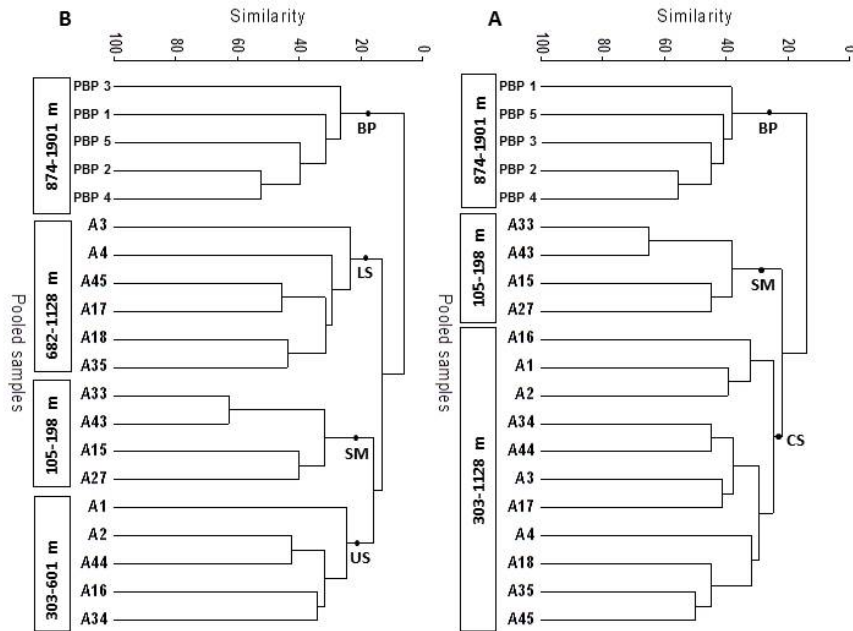 B
Similarity
100
80
60
40
20
0
874-1901 m
PBP 3
PBP 1
PBP 5
PBP 2
PBP 4
BP
682-1128 m
A3
A4
A45
A17
A18
A35
LS
105-198 m
A33
A43
A15
A27
SM
303-601 m
A1
A2
A44
A16
A34
US
Pooled samples
A
Similarity
100
80
60
40
20
0
874-1901 m
PBP 1
PBP 5
PBP 3
PBP 2
PBP 4
BP
105-198 m
A33
A43
A15
A27
SM
303-1128 m
A16
A1
A2
A34
A44
A3
A17
A4
A18
A35
A45
CS
Pooled samples